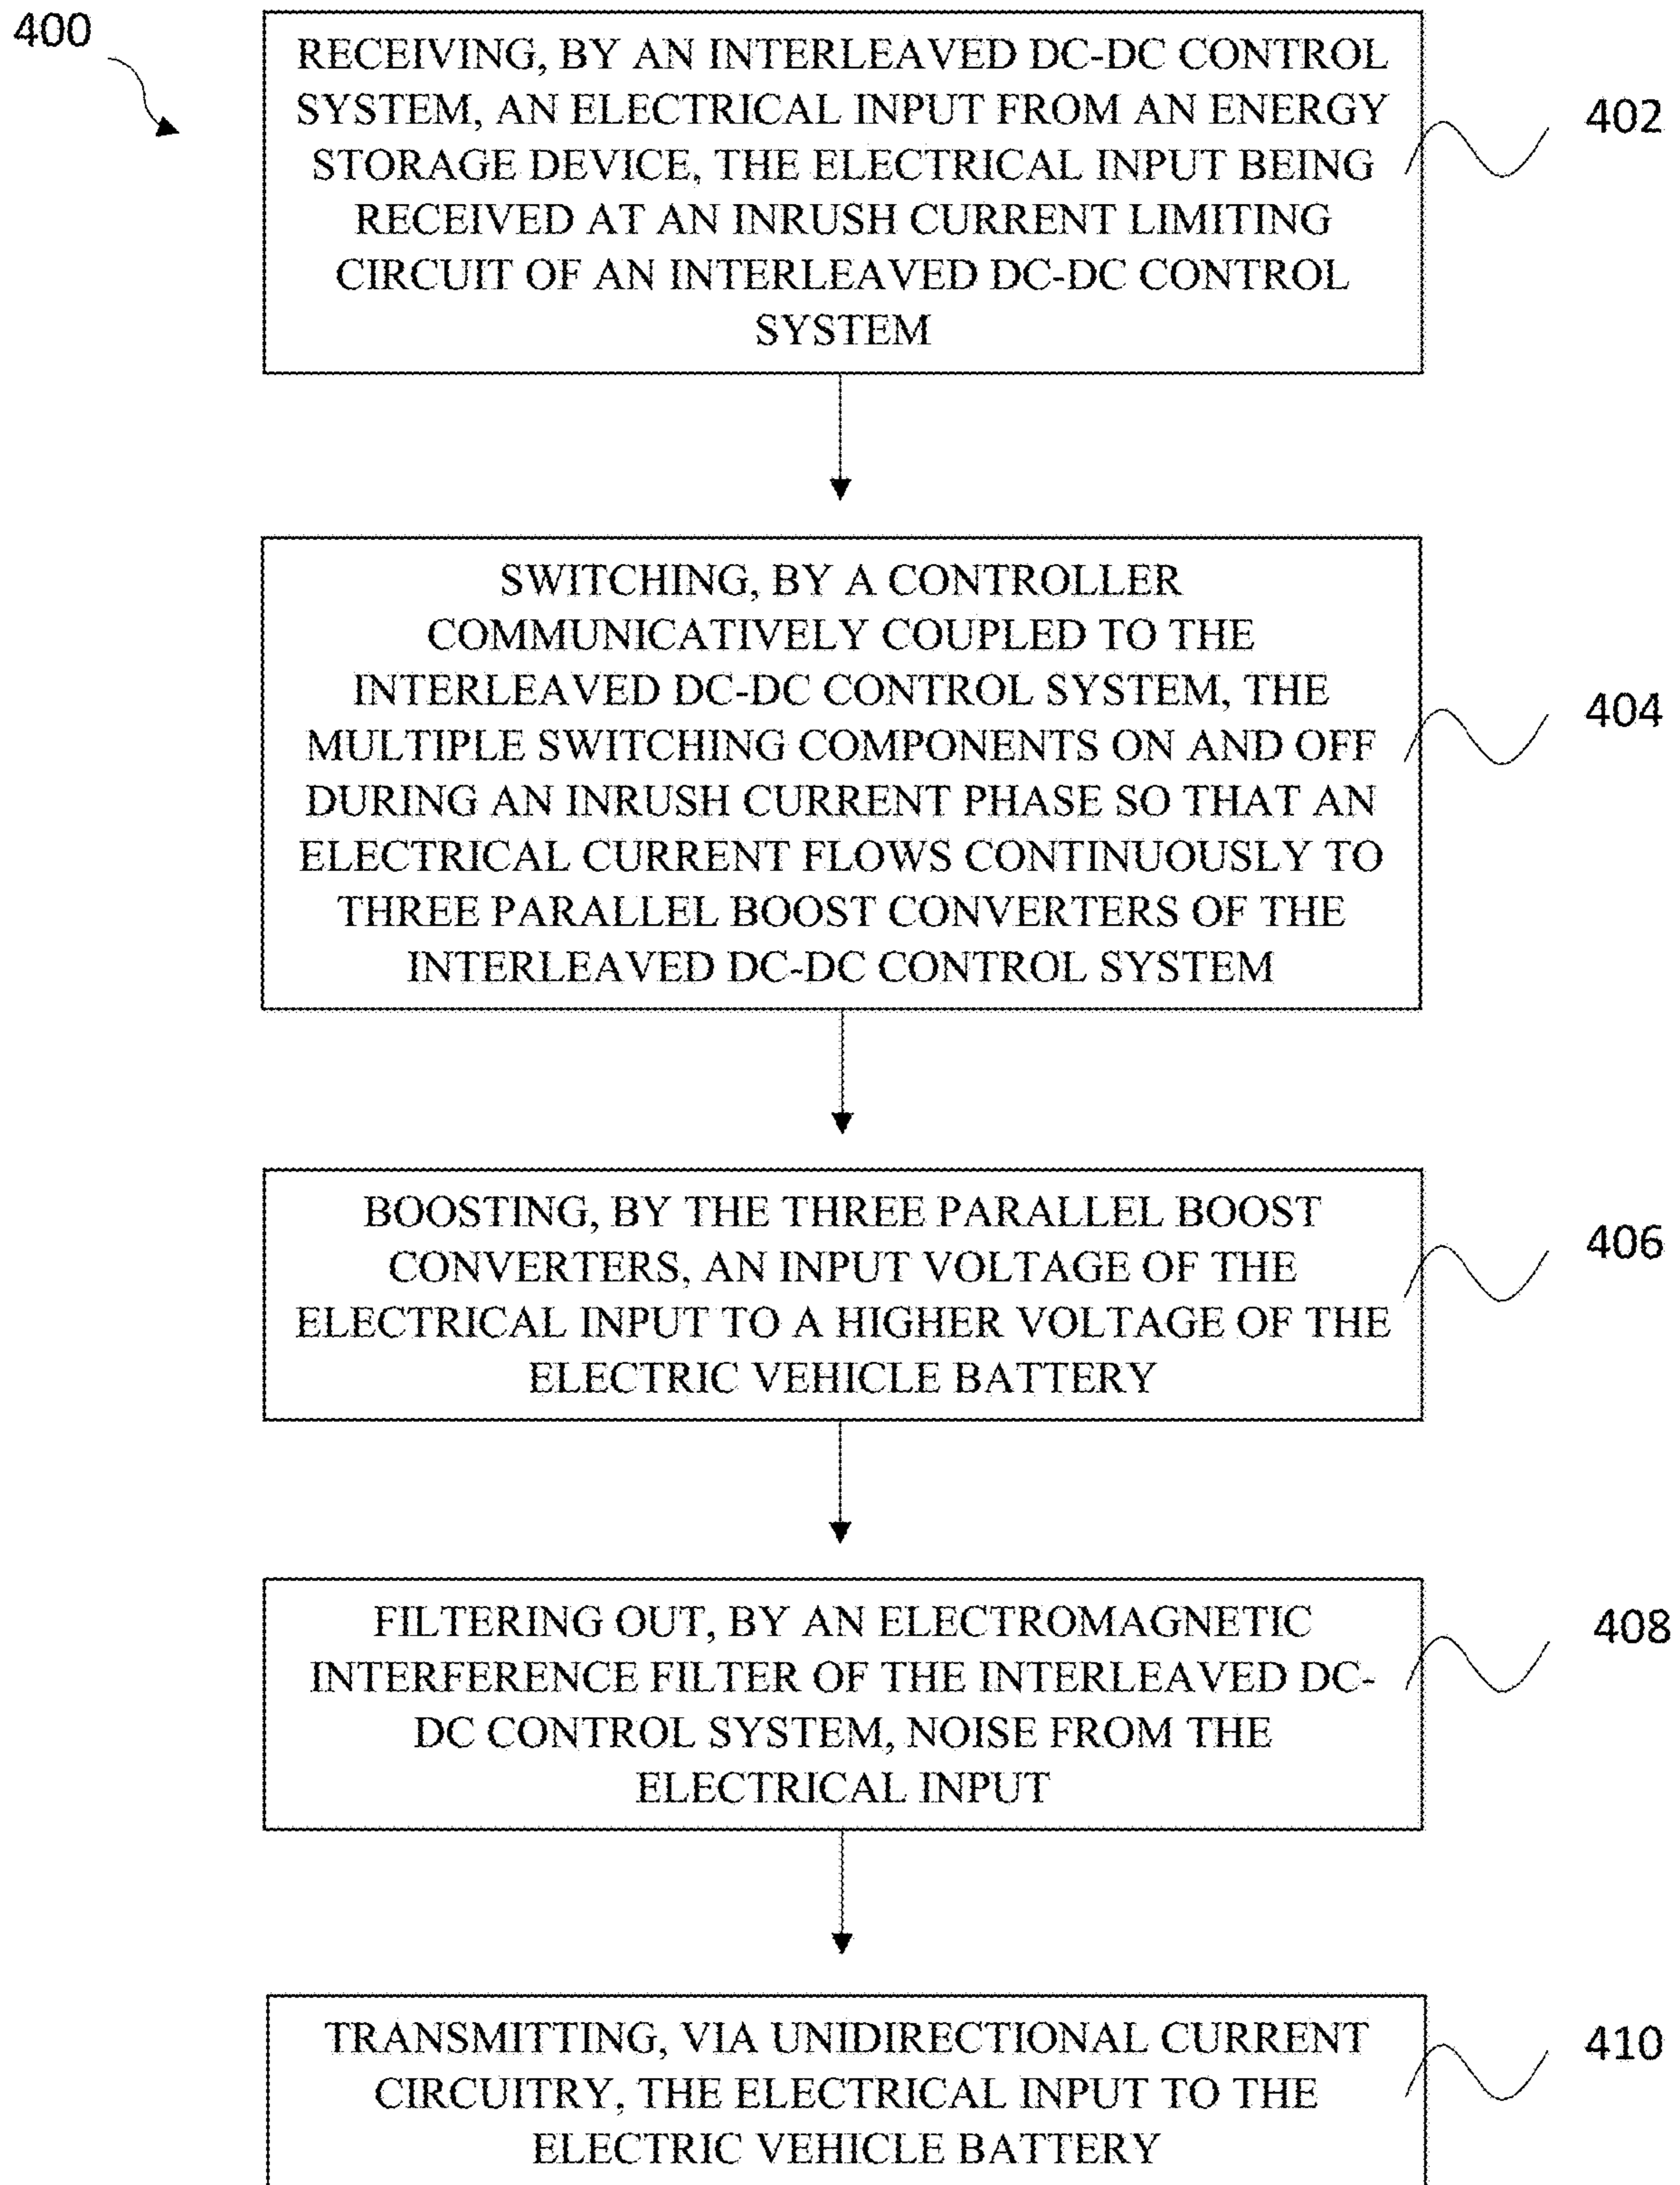 400
RECEIVING, BY AN INTERLEAVED DC-DC CONTROL
SYSTEM, AN ELECTRICAL INPUT FROM AN ENERGY
STORAGE DEVICE, THE ELECTRICAL INPUT BEING
RECEIVED AT AN INRUSH CURRENT LIMITING
CIRCUIT OF AN INTERLEAVED DC-DC CONTROL
SYSTEM
402
SWITCHING, BY A CONTROLLER
COMMUNICATIVELY COUPLED TO THE
INTERLEAVED DC-DC CONTROL SYSTEM, THE
MULTIPLE SWITCHING COMPONENTS ON AND OFF
DURING AN INRUSH CURRENT PHASE SO THAT AN
ELECTRICAL CURRENT FLOWS CONTINUOUSLY TO
THREE PARALLEL BOOST CONVERTERS OF THE
INTERLEAVED DC-DC CONTROL SYSTEM
404
BOOSTING, BY THE THREE PARALLEL BOOST
CONVERTERS, AN INPUT VOLTAGE OF THE
ELECTRICAL INPUT TO A HIGHER VOLTAGE OF THE
ELECTRIC VEHICLE BATTERY
406
FILTERING OUT, BY AN ELECTROMAGNETIC
INTERFERENCE FILTER OF THE INTERLEAVED DC-
DC CONTROL SYSTEM, NOISE FROM THE
ELECTRICAL INPUT
408
TRANSMITTING, VIA UNIDIRECTIONAL CURRENT
CIRCUITRY, THE ELECTRICAL INPUT TO THE
ELECTRIC VEHICLE BATTERY
410